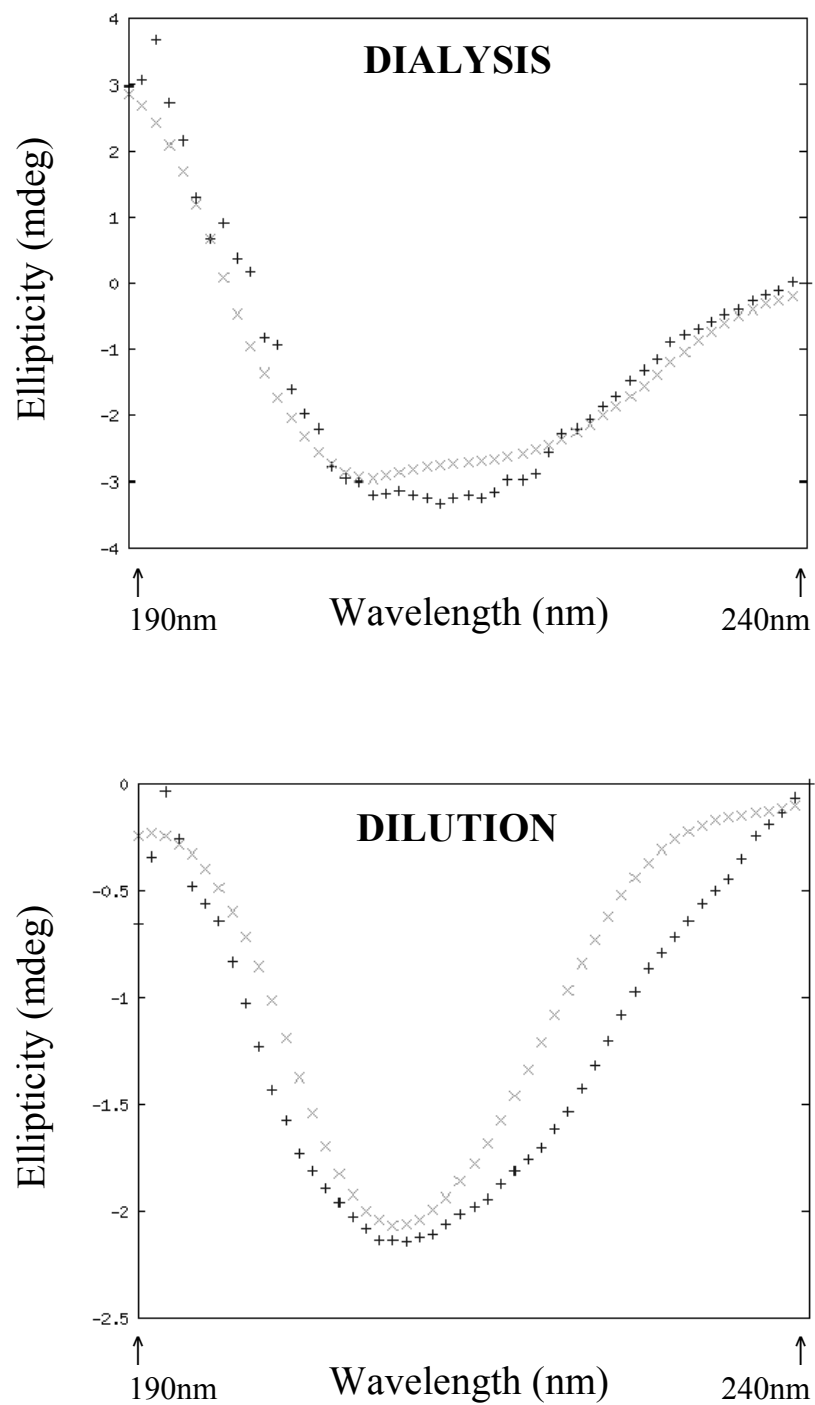 DIALYSIS
4
3
2
1
0
-1
-2
-3
-4
Ellipticity (mdeg)
190nm Wavelength (nm) 240nm
DILUTION
0
-0.5
-1
-1.5
-2
-2.5
Ellipticity (mdeg)
190nm Wavelength (nm) 240nm